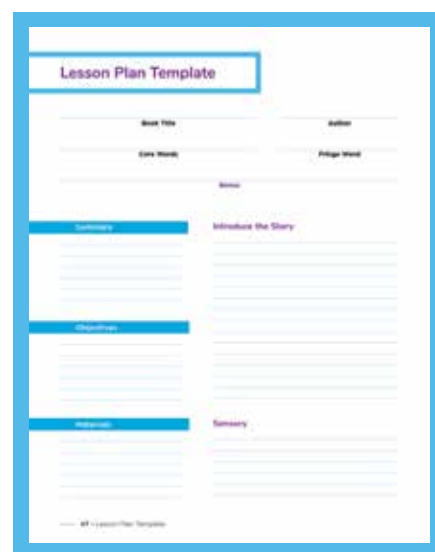 Lesson Plan Template
Book Title
Author
Core Words
Fringe Word
Summary
Introduce the Story
Objectives
Materials
Sensory
67 • Lesson Plan Template